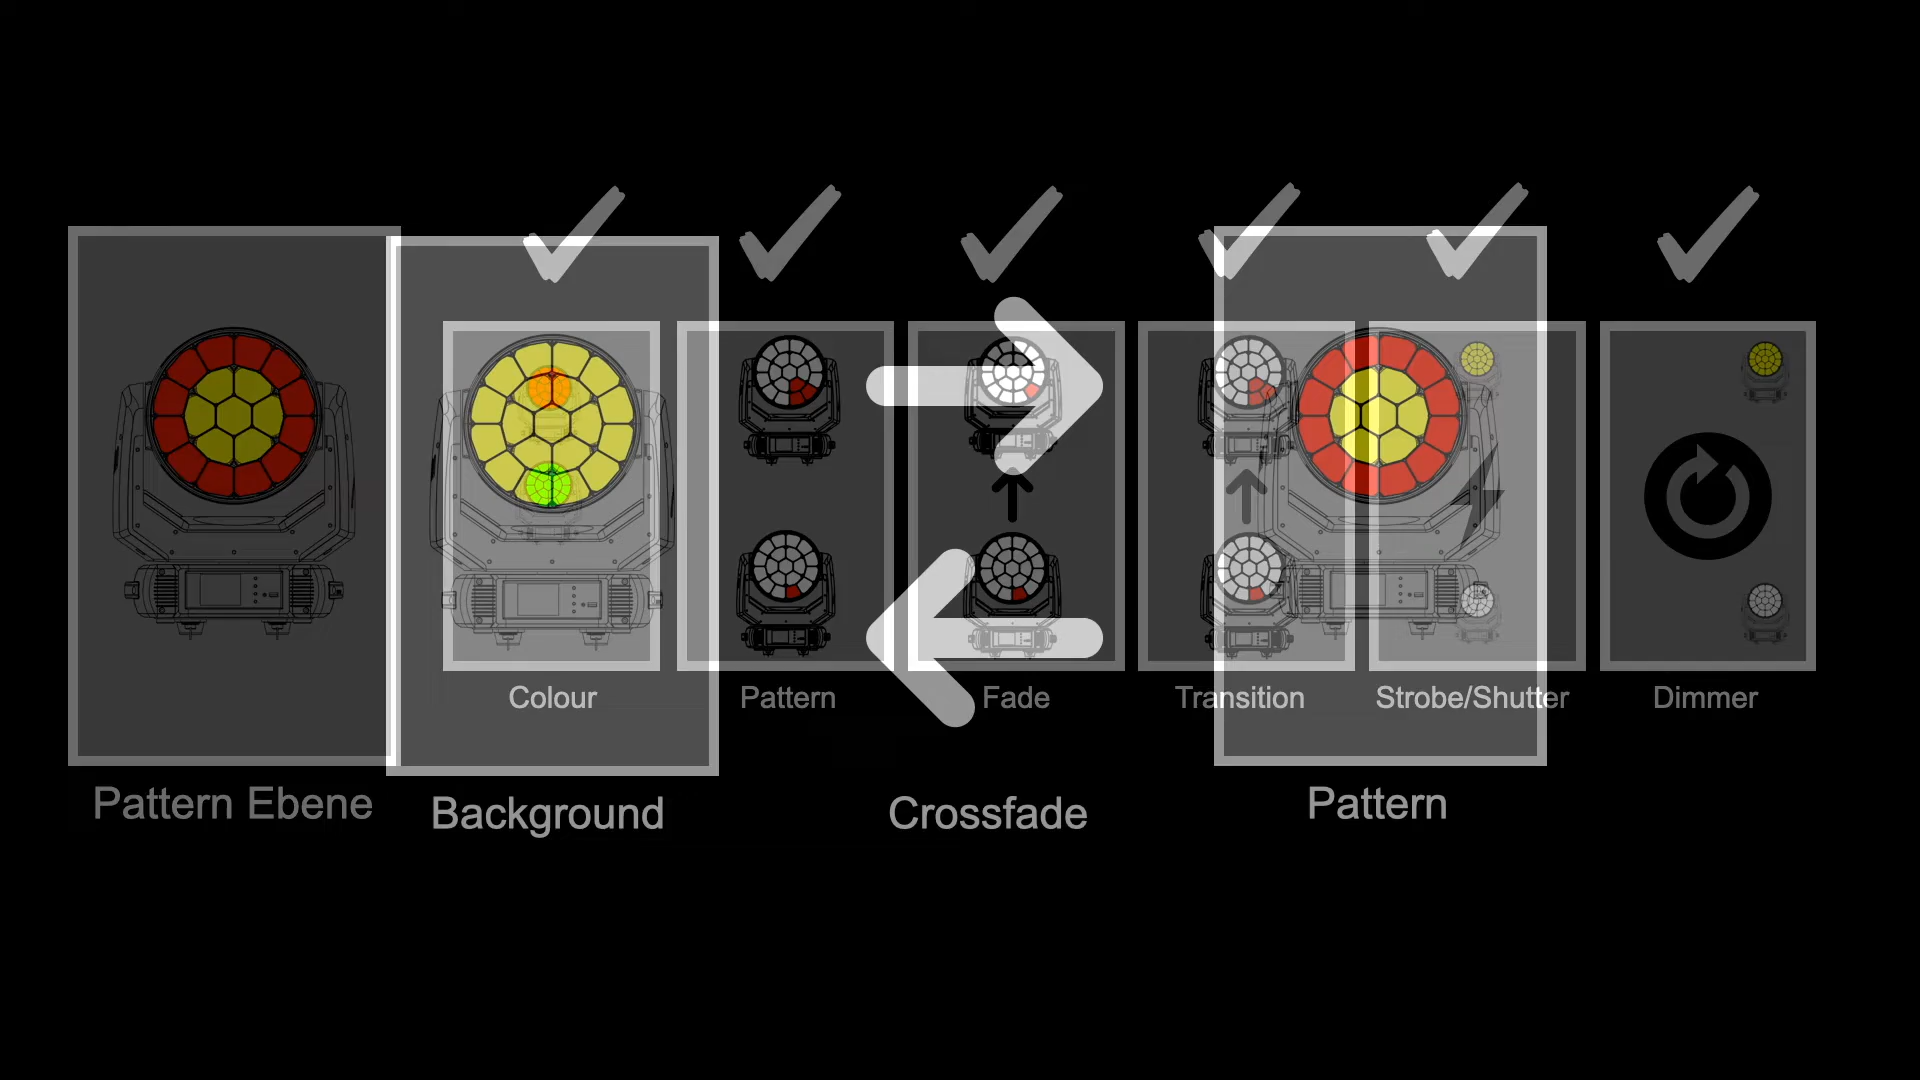 Colour
Pattern
Fade
Transition
Strobe/Shutter
Dimmer
Pattern Ebene
Background
Crossfade
Pattern